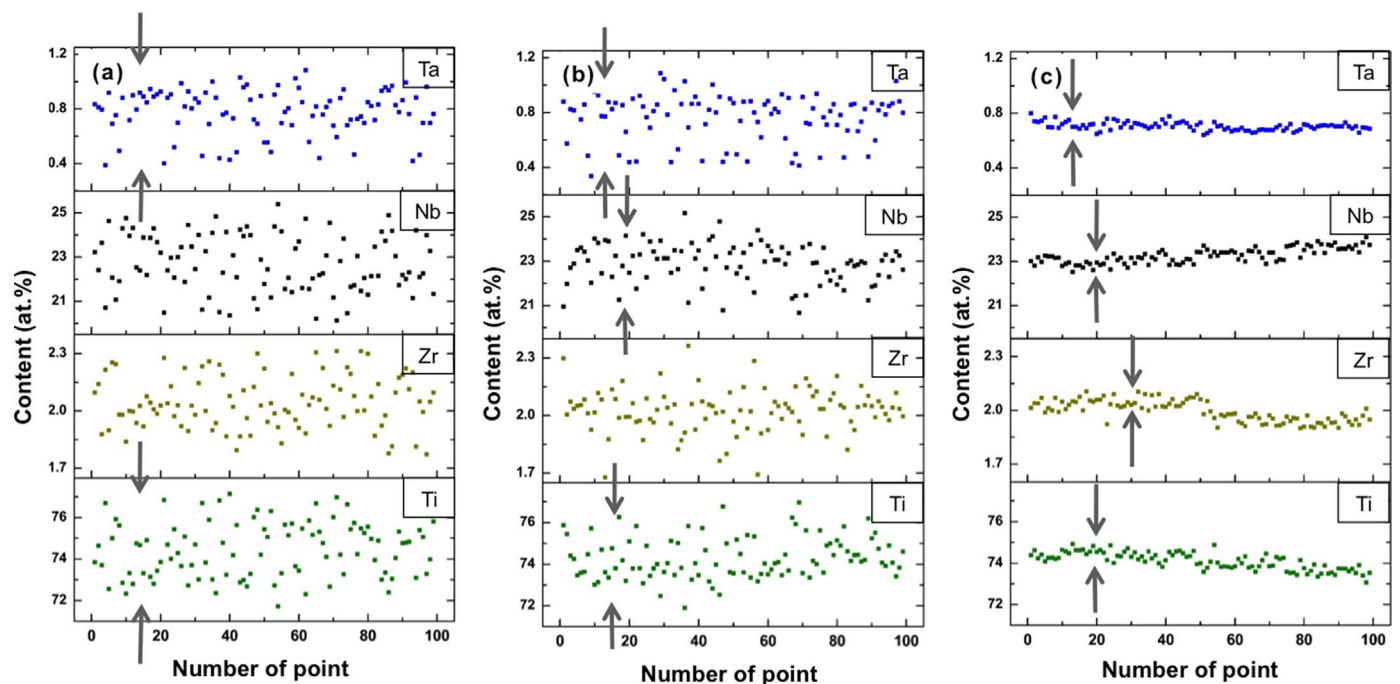 Content (at.%)
(a)
Ta
1.2
0.8
0.4
Nb
25
23
21
Zr
2.3
2.0
1.7
Ti
76
74
72
0 20 40 60 80 100
Number of point
Content (at.%)
(b)
Ta
1.2
0.8
0.4
Nb
25
23
21
Zr
2.3
2.0
1.7
Ti
76
74
72
0 20 40 60 80 100
Number of point
Content (at.%)
(c)
Ta
1.2
0.8
0.4
Nb
25
23
21
Zr
2.3
2.0
1.7
Ti
76
74
72
0 20 40 60 80 100
Number of point